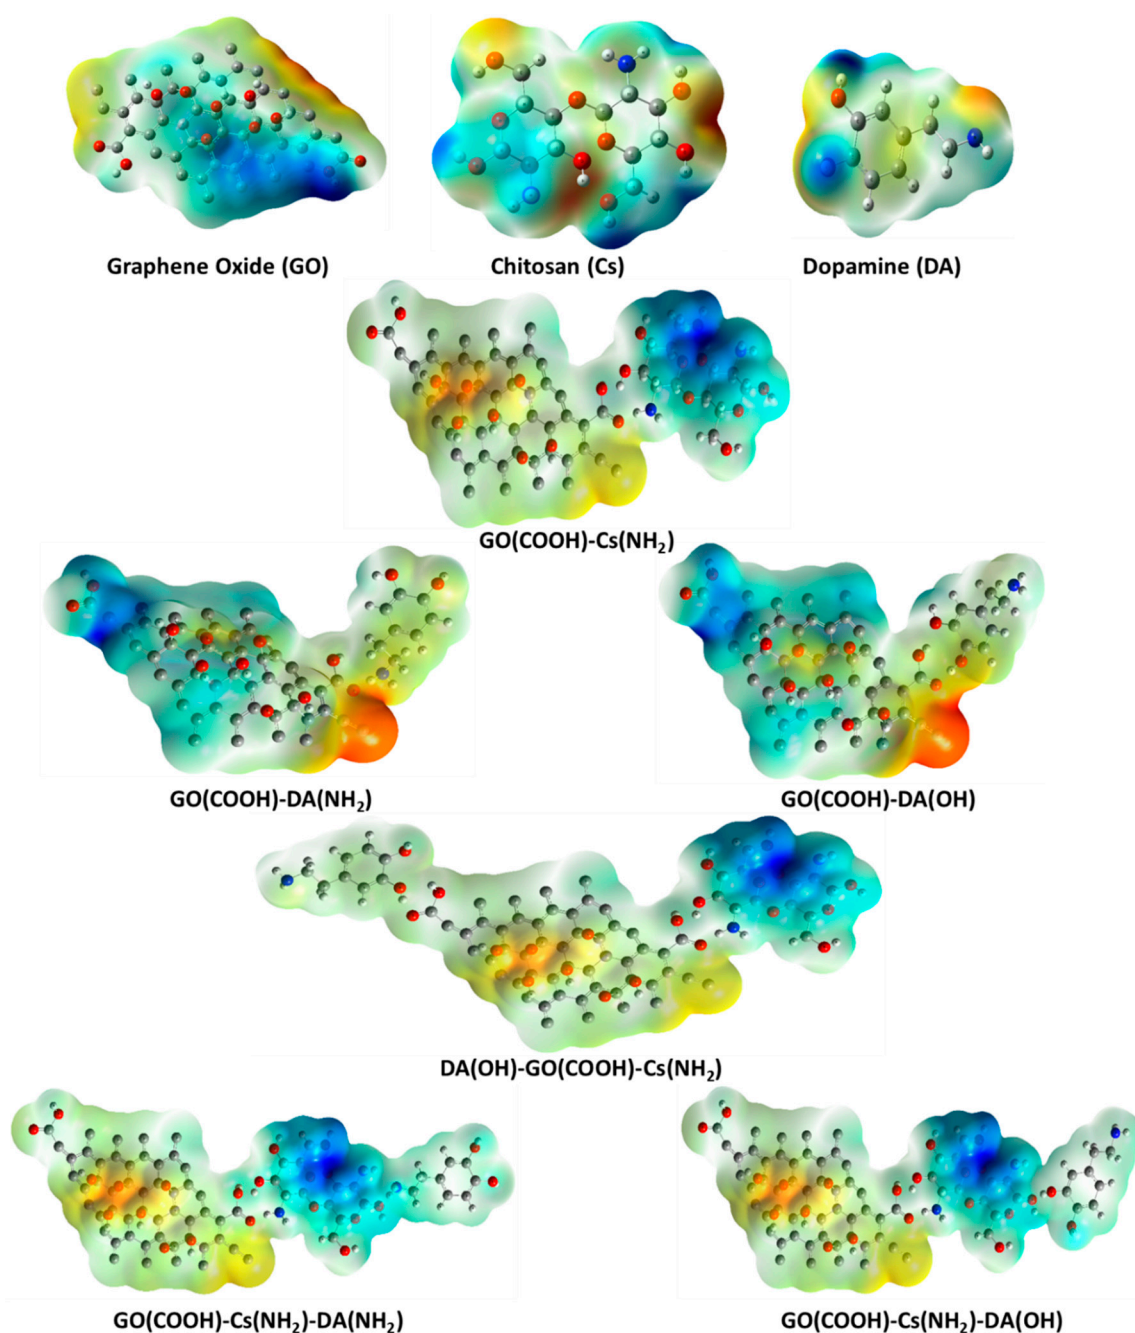 Graphene Oxide (GO) Chitosan (Cs) Dopamine (DA)
GO(COOH)-Cs(NH₂)
GO(COOH)-DA(NH₂) GO(COOH)-DA(OH)
DA(OH)-GO(COOH)-Cs(NH₂)
GO(COOH)-Cs(NH₂)-DA(NH₂) GO(COOH)-Cs(NH₂)-DA(OH)